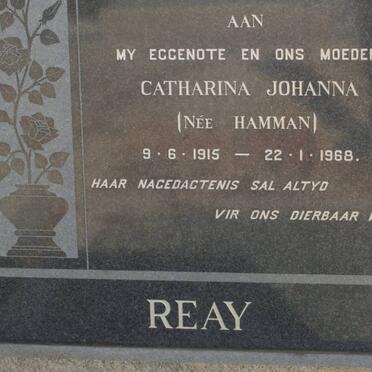 AAN
MY EGGENOTE EN ONS MOEDER
CATHARINA JOHANNA
(NÉE HAMMAN)
9 · 6 · 1915 — 22 · 1 · 1968.
HAAR NAGEDACTENIS SAL ALTYD
VIR ONS DIERBAAR
REAY